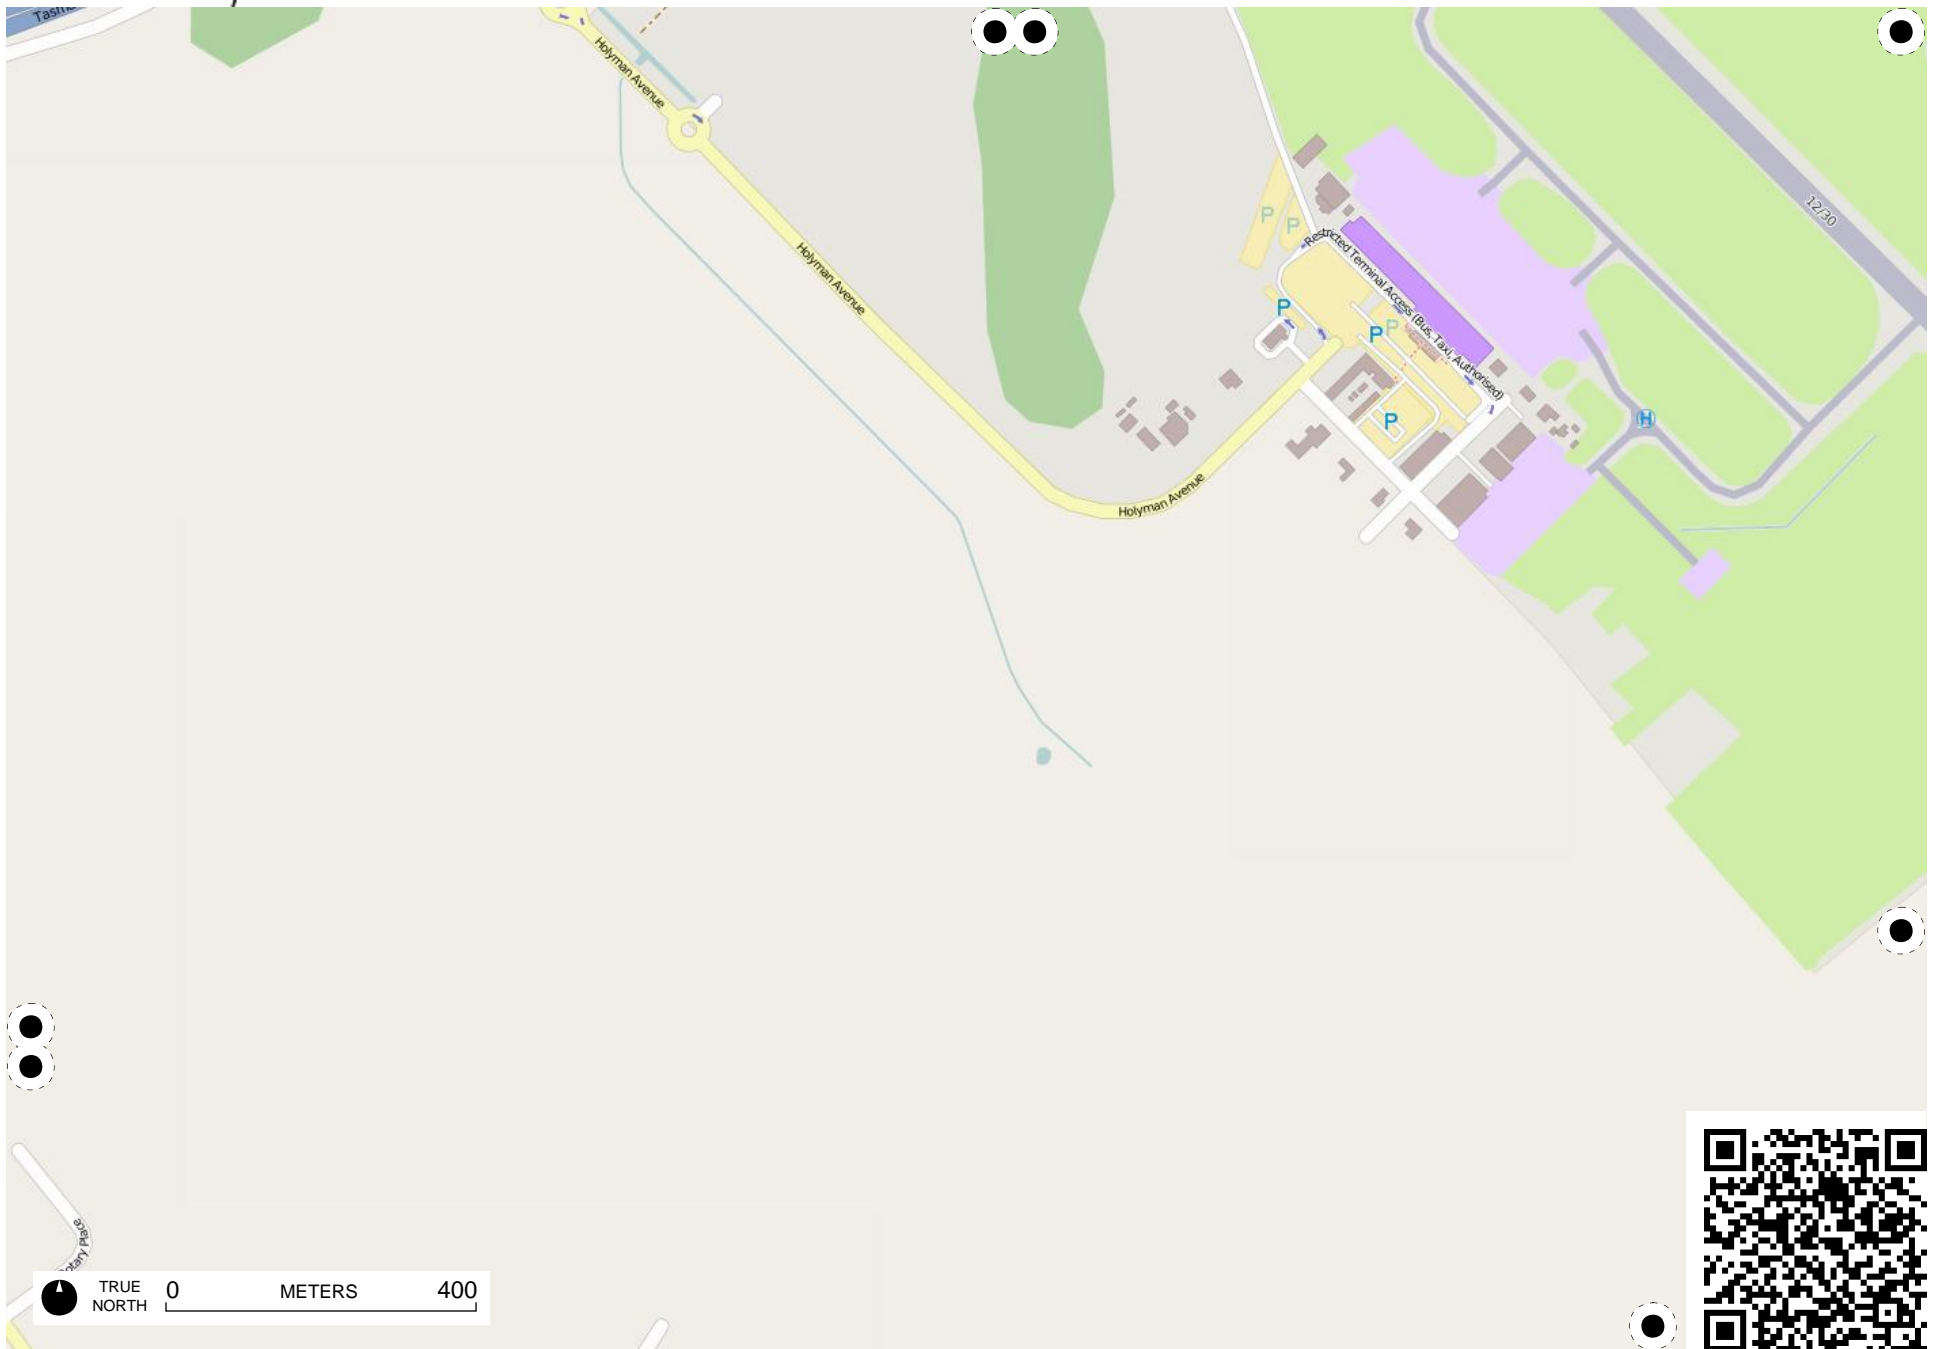 Holyman Avenue
12/30
P
P
Restricted Terminal Access (Bus, Taxi, Authorised)
Holyman Avenue
P
P
P
P
H
Holyman Avenue
TRUE
NORTH
0
METERS
400